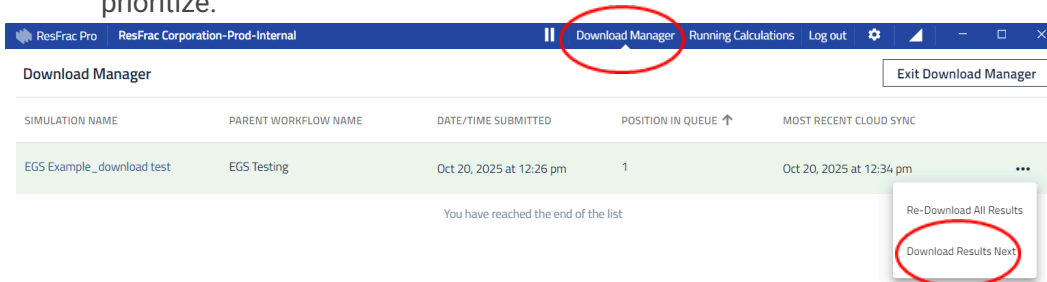 prioritize.
ResFrac Pro ResFrac Corporation-Prod-Internal Download Manager Running Calculations Log out
Download Manager Exit Download Manager
SIMULATION NAME PARENT WORKFLOW NAME DATE/TIME SUBMITTED POSITION IN QUEUE ↑ MOST RECENT CLOUD SYNC
EGS Example_download test EGS Testing Oct 20, 2025 at 12:26 pm 1 Oct 20, 2025 at 12:34 pm ...
You have reached the end of the list
Re-Download All Results
Download Results Next